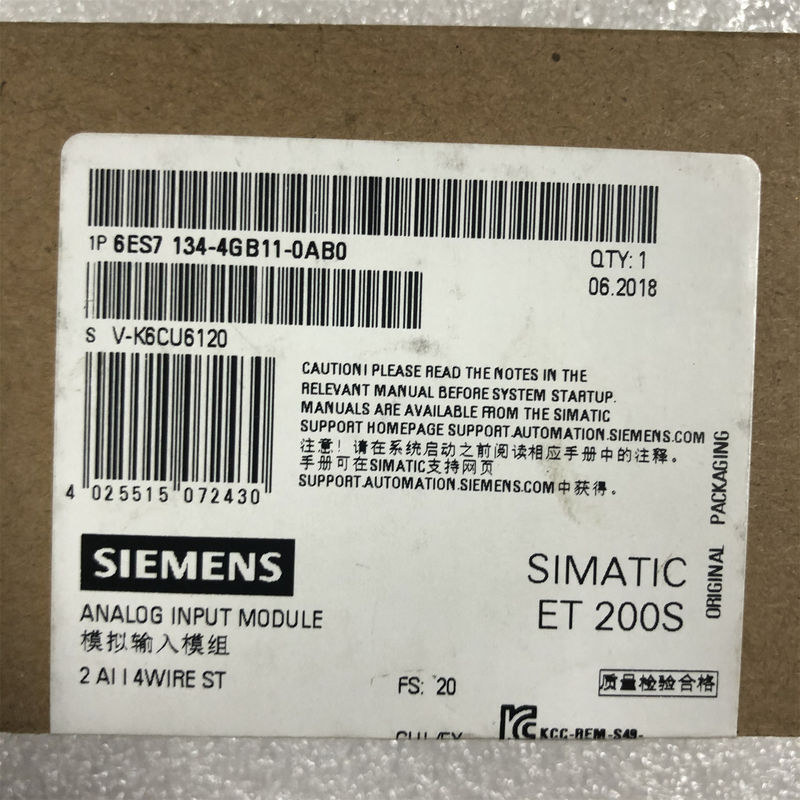 1P 6ES7 134-4GB11-0AB0
QTY: 1
06.2018
S V-K6CU6120
CAUTION! PLEASE READ THE NOTES IN THE
RELEVANT MANUAL BEFORE SYSTEM STARTUP.
MANUALS ARE AVAILABLE FROM THE SIMATIC
SUPPORT HOMEPAGE SUPPORT.AUTOMATION.SIEMENS.COM
注意！请在系统启动之前阅读相应手册中的注释。
手册可在SIMATIC支持网页
SUPPORT.AUTOMATION.SIEMENS.COM中获得。
4 025515 072430
ORIGINAL PACKAGING
SIEMENS
SIMATIC
ET 200S
ANALOG INPUT MODULE
模拟输入模组
2 AI I 4WIRE ST
FS: 20
质量检验合格
KCC-REM-S49-